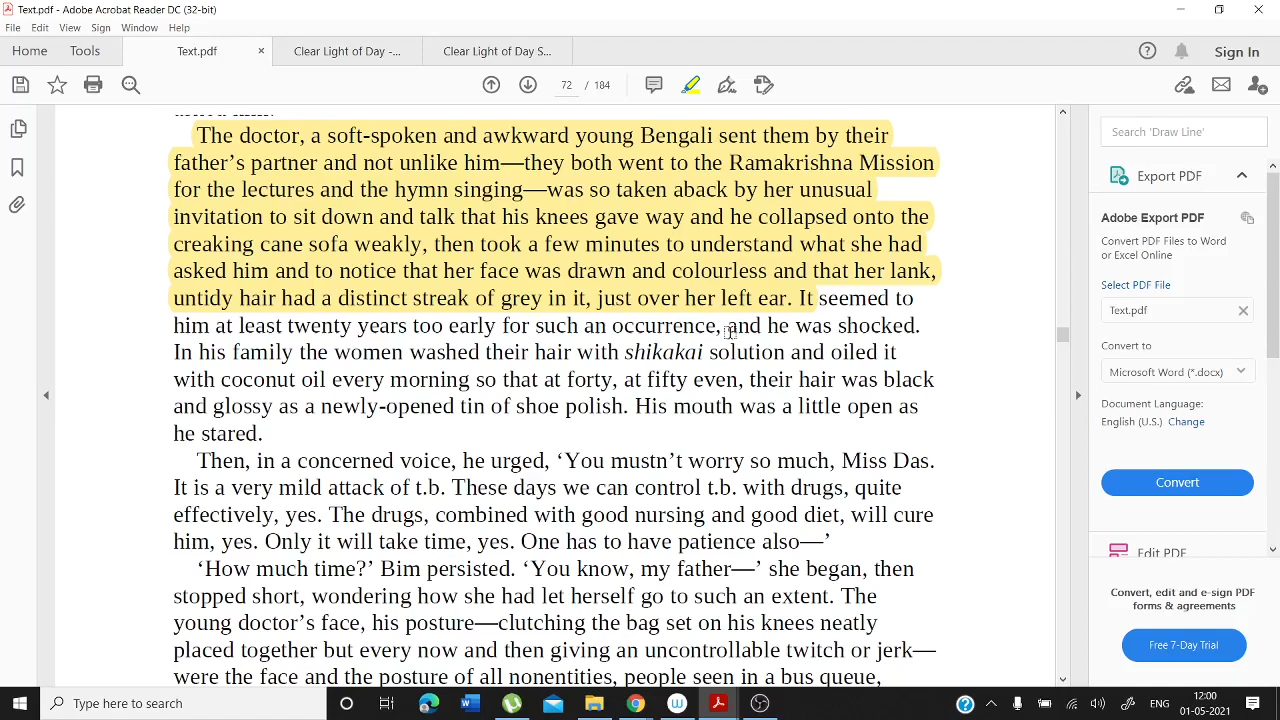 Text.pdf - Adobe Acrobat Reader DC (32-bit)
File Edit View Sign Window Help
Home Tools Text.pdf × Clear Light of Day -... Clear Light of Day S... Sign In
72 / 184
The doctor, a soft-spoken and awkward young Bengali sent them by their
father’s partner and not unlike him—they both went to the Ramakrishna Mission
for the lectures and the hymn singing—was so taken aback by her unusual
invitation to sit down and talk that his knees gave way and he collapsed onto the
creaking cane sofa weakly, then took a few minutes to understand what she had
asked him and to notice that her face was drawn and colourless and that her lank,
untidy hair had a distinct streak of grey in it, just over her left ear. It seemed to
him at least twenty years too early for such an occurrence, and he was shocked.
In his family the women washed their hair with shikakai solution and oiled it
with coconut oil every morning so that at forty, at fifty even, their hair was black
and glossy as a newly-opened tin of shoe polish. His mouth was a little open as
he stared.
Then, in a concerned voice, he urged, ‘You mustn’t worry so much, Miss Das.
It is a very mild attack of t.b. These days we can control t.b. with drugs, quite
effectively, yes. The drugs, combined with good nursing and good diet, will cure
him, yes. Only it will take time, yes. One has to have patience also—’
‘How much time?’ Bim persisted. ‘You know, my father—’ she began, then
stopped short, wondering how she had let herself go to such an extent. The
young doctor’s face, his posture—clutching the bag set on his knees neatly
placed together but every now and then giving an uncontrollable twitch or jerk—
were the face and the posture of all nonentities, people seen in a bus queue,
Search 'Draw Line'
Export PDF
Adobe Export PDF
Convert PDF Files to Word
or Excel Online
Select PDF File
Text.pdf
Convert to
Microsoft Word (*.docx)
Document Language:
English (U.S.) Change
Convert
Edit PDF
Convert, edit and e-sign PDF
forms & agreements
Free 7-Day Trial
Type here to search
ENG
12:00
01-05-2021